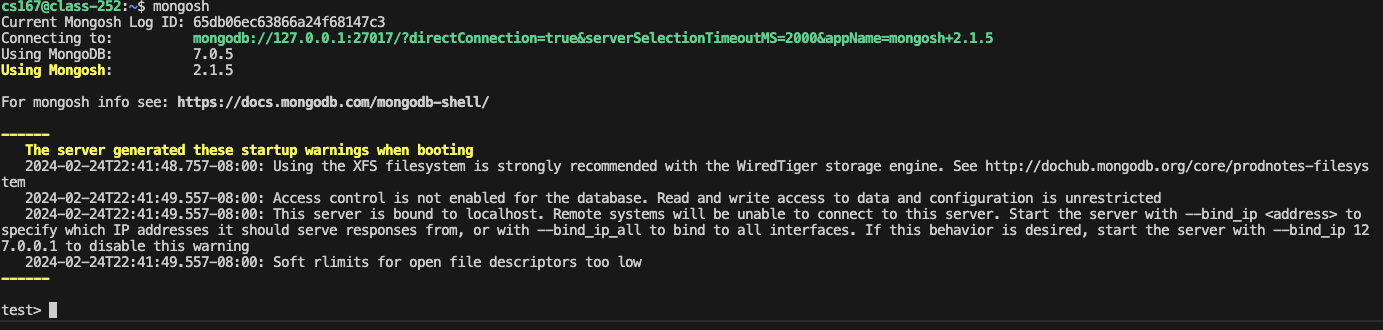 cs167@class-252:~$ mongosh
Current Mongosh Log ID: 65db06ec63866a24f68147c3
Connecting to:          mongodb://127.0.0.1:27017/?directConnection=true&serverSelectionTimeoutMS=2000&appName=mongosh+2.1.5
Using MongoDB:          7.0.5
Using Mongosh:          2.1.5
For mongosh info see: https://docs.mongodb.com/mongodb-shell/
------
   The server generated these startup warnings when booting
   2024-02-24T22:41:48.757-08:00: Using the XFS filesystem is strongly recommended with the WiredTiger storage engine. See http://dochub.mongodb.org/core/prodnotes-filesys
tem
   2024-02-24T22:41:49.557-08:00: Access control is not enabled for the database. Read and write access to data and configuration is unrestricted
   2024-02-24T22:41:49.557-08:00: This server is bound to localhost. Remote systems will be unable to connect to this server. Start the server with --bind_ip <address> to
specify which IP addresses it should serve responses from, or with --bind_ip_all to bind to all interfaces. If this behavior is desired, start the server with --bind_ip 12
7.0.0.1 to disable this warning
   2024-02-24T22:41:49.557-08:00: Soft rlimits for open file descriptors too low
------
test>